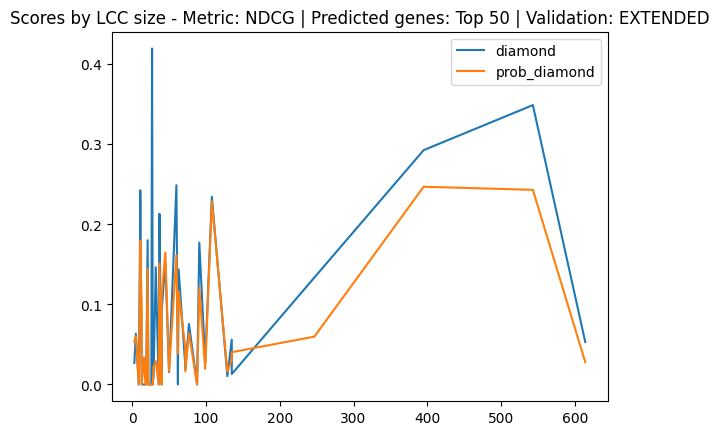 Scores by LCC size - Metric: NDCG | Predicted genes: Top 50 | Validation: EXTENDED
diamond
prob_diamond
0.4
0.3
0.2
0.1
0.0
0 100 200 300 400 500 600